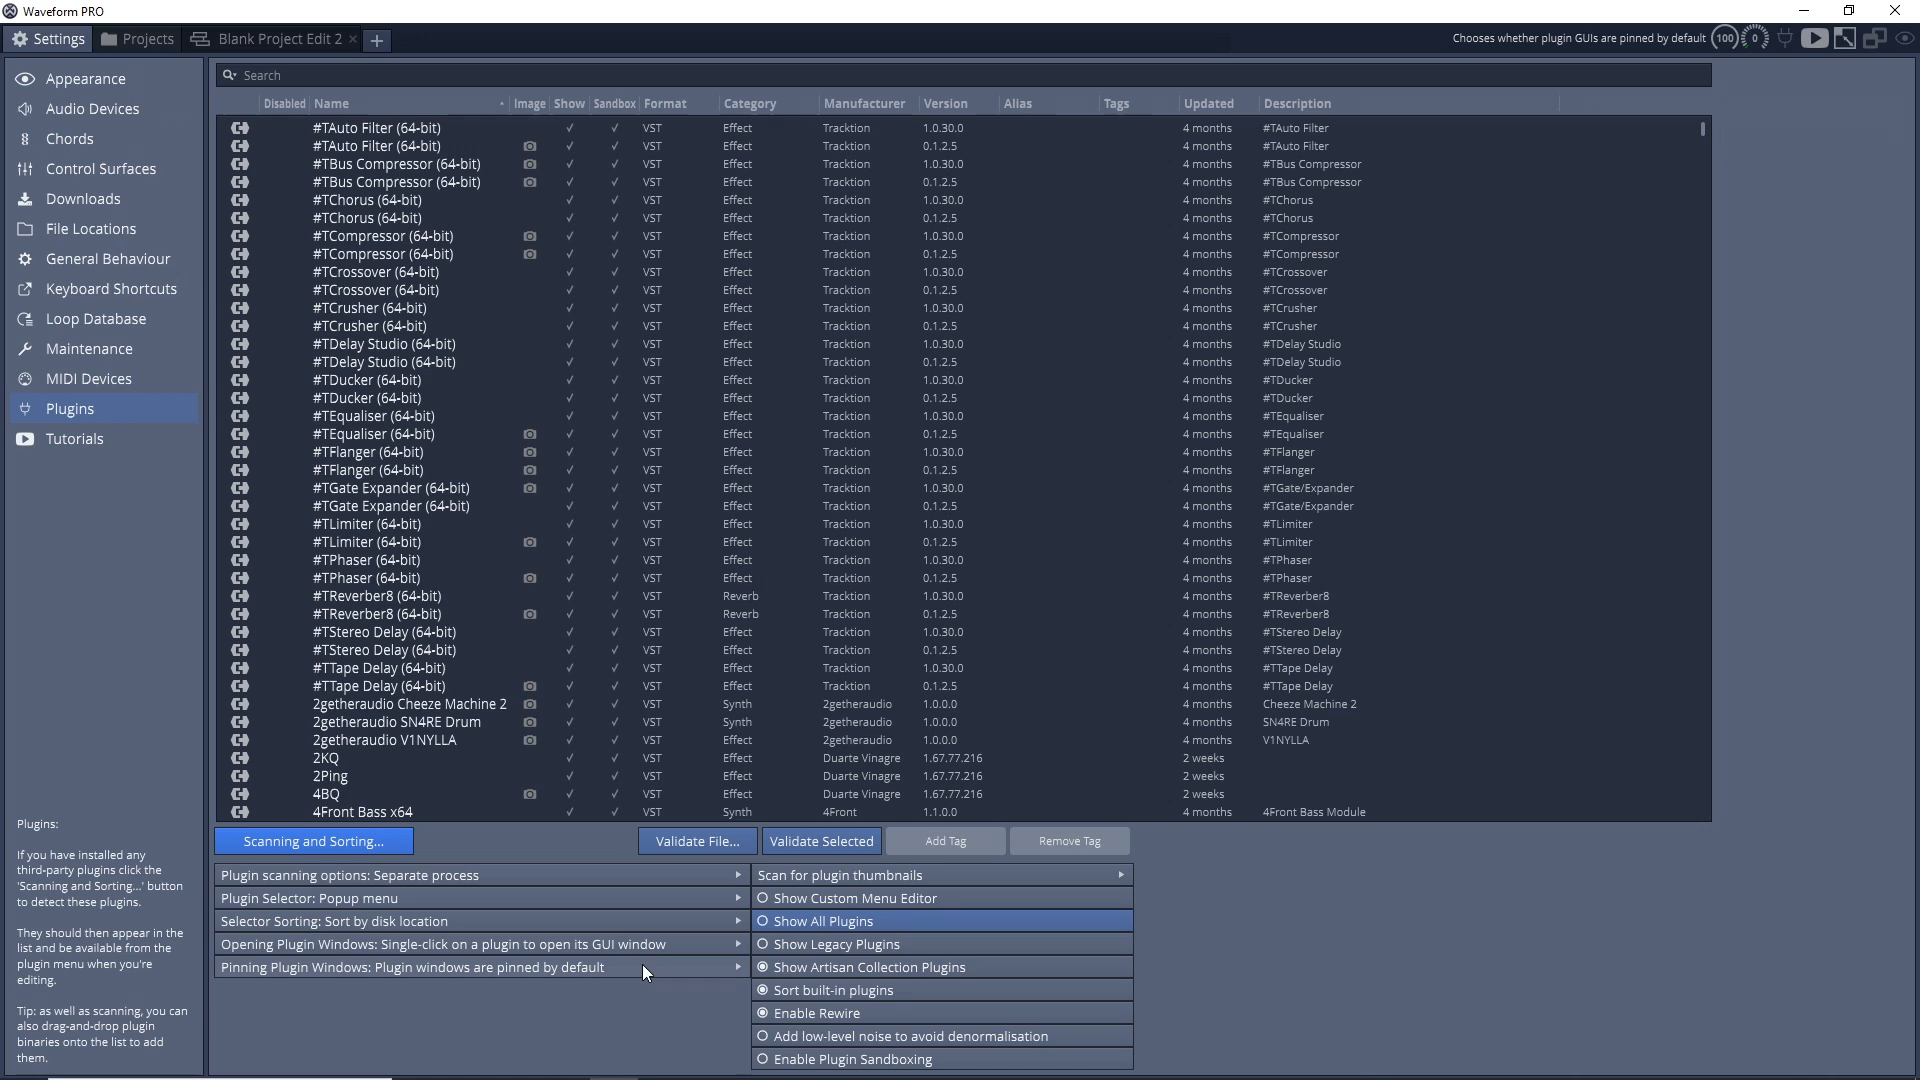 Waveform PRO
Settings Projects Blank Project Edit 2 × + Chooses whether plugin GUIs are pinned by default 100 0
Appearance
Audio Devices
Chords
Control Surfaces
Downloads
File Locations
General Behaviour
Keyboard Shortcuts
Loop Database
Maintenance
MIDI Devices
Plugins
Tutorials
Plugins:
If you have installed any
third-party plugins click the
'Scanning and Sorting...' button
to detect these plugins.
They should then appear in the
list and be available from the
plugin menu when you're
editing.
Tip: as well as scanning, you can
also drag-and-drop plugin
binaries onto the list to add
them.
Search
Disabled Name Image Show Sandbox Format Category Manufacturer Version Alias Tags Updated Description
#TAuto Filter (64-bit) ✓ ✓ VST Effect Tracktion 1.0.30.0 4 months #TAuto Filter
#TAuto Filter (64-bit) ✓ ✓ VST Effect Tracktion 0.1.2.5 4 months #TAuto Filter
#TBus Compressor (64-bit) ✓ ✓ VST Effect Tracktion 1.0.30.0 4 months #TBus Compressor
#TBus Compressor (64-bit) ✓ ✓ VST Effect Tracktion 0.1.2.5 4 months #TBus Compressor
#TChorus (64-bit) ✓ ✓ VST Effect Tracktion 1.0.30.0 4 months #TChorus
#TChorus (64-bit) ✓ ✓ VST Effect Tracktion 0.1.2.5 4 months #TChorus
#TCompressor (64-bit) ✓ ✓ VST Effect Tracktion 1.0.30.0 4 months #TCompressor
#TCompressor (64-bit) ✓ ✓ VST Effect Tracktion 0.1.2.5 4 months #TCompressor
#TCrossover (64-bit) ✓ ✓ VST Effect Tracktion 1.0.30.0 4 months #TCrossover
#TCrossover (64-bit) ✓ ✓ VST Effect Tracktion 0.1.2.5 4 months #TCrossover
#TCrusher (64-bit) ✓ ✓ VST Effect Tracktion 1.0.30.0 4 months #TCrusher
#TCrusher (64-bit) ✓ ✓ VST Effect Tracktion 0.1.2.5 4 months #TCrusher
#TDelay Studio (64-bit) ✓ ✓ VST Effect Tracktion 1.0.30.0 4 months #TDelay Studio
#TDelay Studio (64-bit) ✓ ✓ VST Effect Tracktion 0.1.2.5 4 months #TDelay Studio
#TDucker (64-bit) ✓ ✓ VST Effect Tracktion 1.0.30.0 4 months #TDucker
#TDucker (64-bit) ✓ ✓ VST Effect Tracktion 0.1.2.5 4 months #TDucker
#TEqualiser (64-bit) ✓ ✓ VST Effect Tracktion 1.0.30.0 4 months #TEqualiser
#TEqualiser (64-bit) ✓ ✓ VST Effect Tracktion 0.1.2.5 4 months #TEqualiser
#TFlanger (64-bit) ✓ ✓ VST Effect Tracktion 1.0.30.0 4 months #TFlanger
#TFlanger (64-bit) ✓ ✓ VST Effect Tracktion 0.1.2.5 4 months #TFlanger
#TGate Expander (64-bit) ✓ ✓ VST Effect Tracktion 1.0.30.0 4 months #TGate/Expander
#TGate Expander (64-bit) ✓ ✓ VST Effect Tracktion 0.1.2.5 4 months #TGate/Expander
#TLimiter (64-bit) ✓ ✓ VST Effect Tracktion 1.0.30.0 4 months #TLimiter
#TLimiter (64-bit) ✓ ✓ VST Effect Tracktion 0.1.2.5 4 months #TLimiter
#TPhaser (64-bit) ✓ ✓ VST Effect Tracktion 1.0.30.0 4 months #TPhaser
#TPhaser (64-bit) ✓ ✓ VST Effect Tracktion 0.1.2.5 4 months #TPhaser
#TReverber8 (64-bit) ✓ ✓ VST Reverb Tracktion 1.0.30.0 4 months #TReverber8
#TReverber8 (64-bit) ✓ ✓ VST Reverb Tracktion 0.1.2.5 4 months #TReverber8
#TStereo Delay (64-bit) ✓ ✓ VST Effect Tracktion 1.0.30.0 4 months #TStereo Delay
#TStereo Delay (64-bit) ✓ ✓ VST Effect Tracktion 0.1.2.5 4 months #TStereo Delay
#TTape Delay (64-bit) ✓ ✓ VST Effect Tracktion 1.0.30.0 4 months #TTape Delay
#TTape Delay (64-bit) ✓ ✓ VST Effect Tracktion 0.1.2.5 4 months #TTape Delay
2getheraudio Cheeze Machine 2 ✓ ✓ VST Synth 2getheraudio 1.0.0.0 4 months Cheeze Machine 2
2getheraudio SN4RE Drum ✓ ✓ VST Synth 2getheraudio 1.0.0.0 4 months SN4RE Drum
2getheraudio V1NYLLA ✓ ✓ VST Effect 2getheraudio 1.0.0.0 4 months V1NYLLA
2KQ ✓ ✓ VST Effect Duarte Vinagre 1.67.77.216 2 weeks
2Ping ✓ ✓ VST Effect Duarte Vinagre 1.67.77.216 2 weeks
4BQ ✓ ✓ VST Effect Duarte Vinagre 1.67.77.216 2 weeks
4Front Bass x64 ✓ ✓ VST Synth 4Front 1.1.0.0 4 months 4Front Bass Module
Scanning and Sorting... Validate File... Validate Selected Add Tag Remove Tag
Plugin scanning options: Separate process
Plugin Selector: Popup menu
Selector Sorting: Sort by disk location
Opening Plugin Windows: Single-click on a plugin to open its GUI window
Pinning Plugin Windows: Plugin windows are pinned by default
Scan for plugin thumbnails
Show Custom Menu Editor
Show All Plugins
Show Legacy Plugins
Show Artisan Collection Plugins
Sort built-in plugins
Enable Rewire
Add low-level noise to avoid denormalisation
Enable Plugin Sandboxing